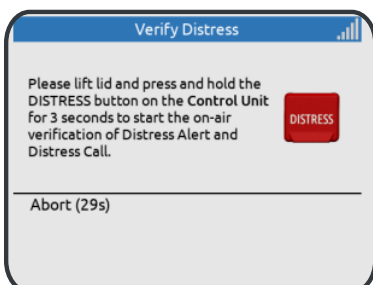 Verify Distress
Please lift lid and press and hold the
DISTRESS button on the Control Unit
for 3 seconds to start the on-air
verification of Distress Alert and
Distress Call.
DISTRESS
Abort (29s)